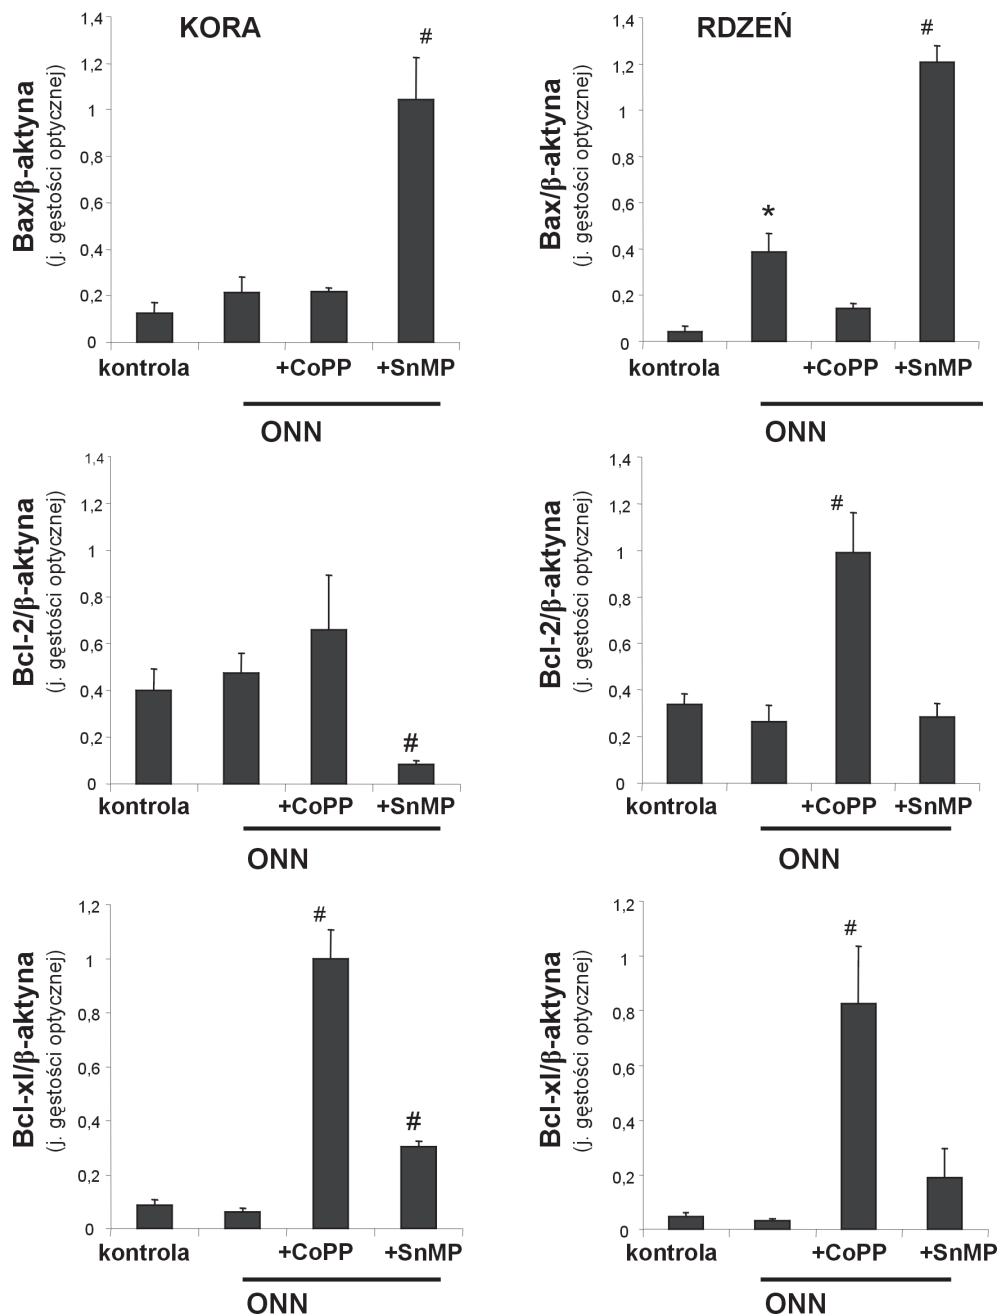 KORA
Bax/β-aktyna
(j. gęstości optycznej)
1,4
1,2
1
0,8
0,6
0,4
0,2
0
#
kontrola +CoPP +SnMP
ONN
RDZEŃ
Bax/β-aktyna
(j. gęstości optycznej)
1,4
1,2
1
0,8
0,6
0,4
0,2
0
*
#
kontrola +CoPP +SnMP
ONN
Bcl-2/β-aktyna
(j. gęstości optycznej)
1,4
1,2
1
0,8
0,6
0,4
0,2
0
#
kontrola +CoPP +SnMP
ONN
Bcl-2/β-aktyna
(j. gęstości optycznej)
1,4
1,2
1
0,8
0,6
0,4
0,2
0
#
kontrola +CoPP +SnMP
ONN
Bcl-xl/β-aktyna
(j. gęstości optycznej)
1,2
1
0,8
0,6
0,4
0,2
0
#
#
kontrola +CoPP +SnMP
ONN
Bcl-xl/β-aktyna
(j. gęstości optycznej)
1,2
1
0,8
0,6
0,4
0,2
0
#
kontrola +CoPP +SnMP
ONN